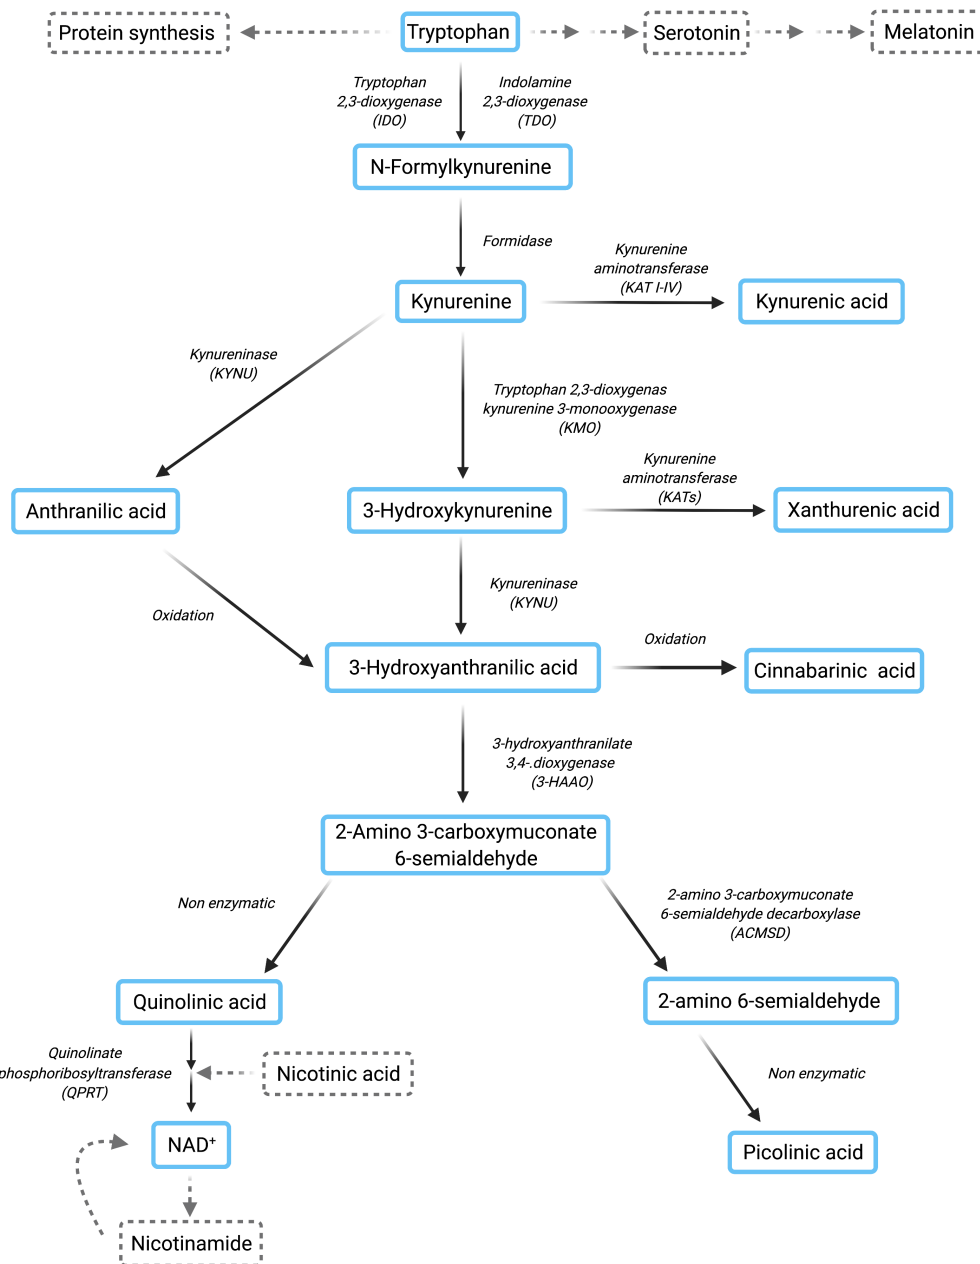 Protein synthesis
Tryptophan
Serotonin
Melatonin
Tryptophan
2,3-dioxygenase
(IDO)
Indolamine
2,3-dioxygenase
(TDO)
N-Formylkynurenine
Formidase
Kynurenine
aminotransferase
(KAT I-IV)
Kynurenine
Kynurenic acid
Kynureninase
(KYNU)
Tryptophan 2,3-dioxygenas
kynurenine 3-monooxygenase
(KMO)
Kynurenine
aminotransferase
(KATs)
Anthranilic acid
3-Hydroxykynurenine
Xanthurenic acid
Kynureninase
(KYNU)
Oxidation
Oxidation
3-Hydroxyanthranilic acid
Cinnabarinic  acid
3-hydroxyanthranilate
3,4-.dioxygenase
(3-HAAO)
2-Amino 3-carboxymuconate
6-semialdehyde
Non enzymatic
2-amino 3-carboxymuconate
6-semialdehyde decarboxylase
(ACMSD)
Quinolinic acid
2-amino 6-semialdehyde
Quinolinate
phosphoribosyltransferase
(QPRT)
Nicotinic acid
Non enzymatic
NAD⁺
Picolinic acid
Nicotinamide